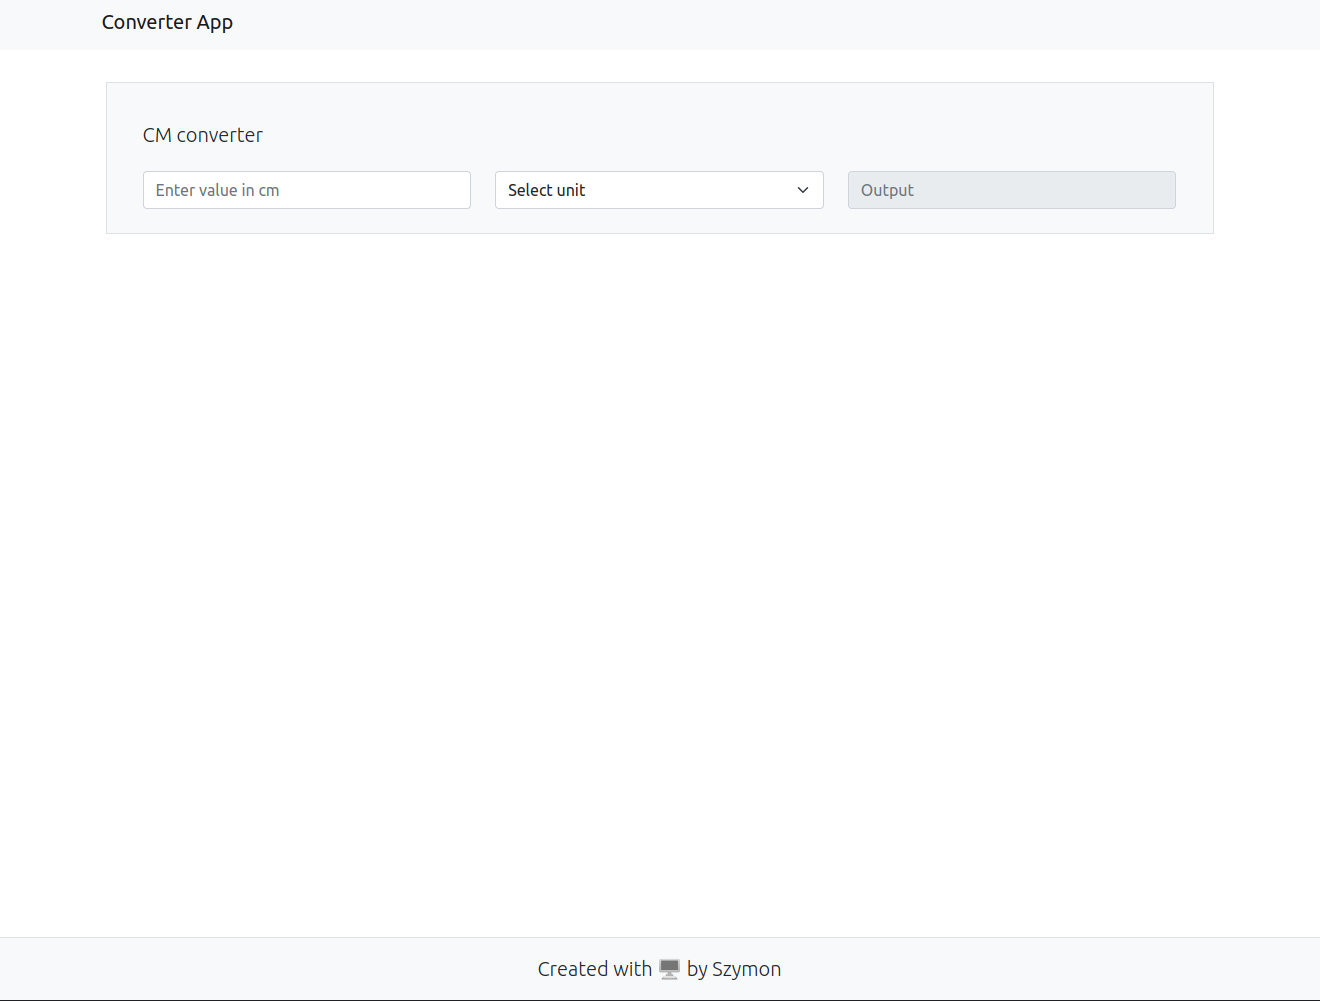 Converter App
CM converter
Enter value in cm
Select unit
Output
Created with 🖥️ by Szymon